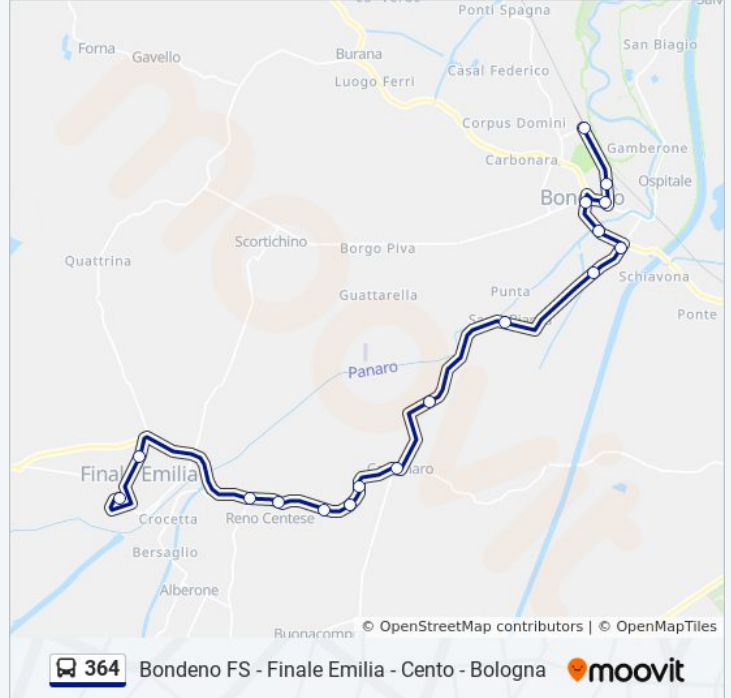 Ponti Spagna
Forna
Gavello
Burana
San Biagio
Casal Federico
Luogo Ferri
Corpus Domini
Gamberone
Carbonara
Ospitale
Scortichino
Borgo Piva
Quattrina
Schiavona
Punta
Guattarella
Ponte
Panaro
Finale Emilia
Reno Centese
Crocetta
Bersaglio
Alberone
© OpenStreetMap contributors | © OpenMapTiles
364
Bondeno FS - Finale Emilia - Cento - Bologna
moovit